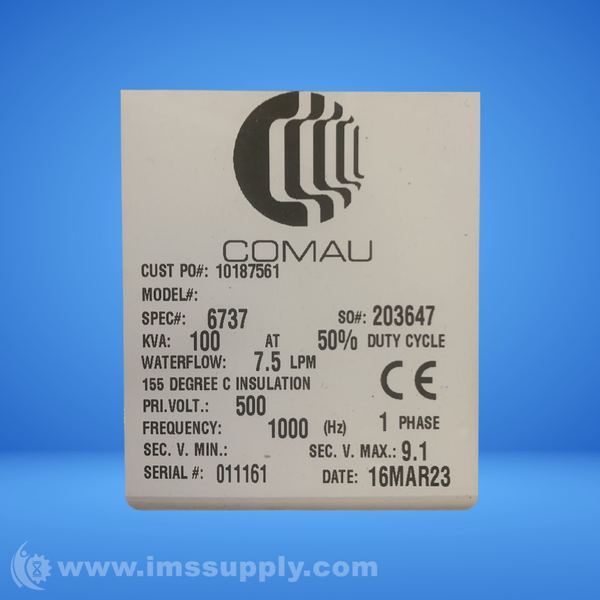 COMAU
CUST PO#: 10187561
MODEL#:
SPEC#: 6737 SO#: 203647
KVA: 100 AT 50% DUTY CYCLE
WATERFLOW: 7.5 LPM
155 DEGREE C INSULATION CE
PRI.VOLT.: 500
FREQUENCY: 1000 (Hz) 1 PHASE
SEC. V. MIN.: SEC. V. MAX.: 9.1
SERIAL #: 011161 DATE: 16MAR23
www.imssupply.com